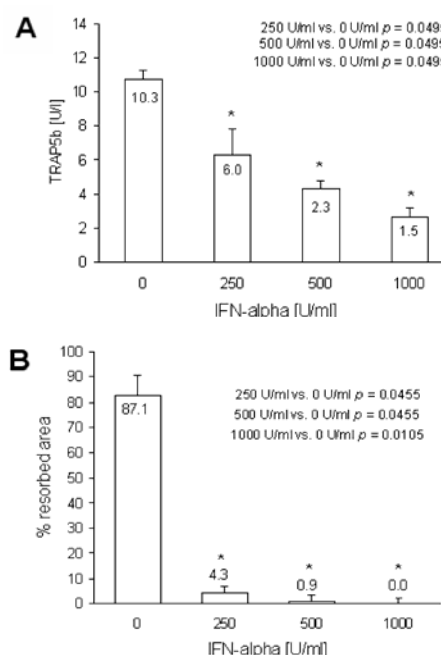 A
250 U/ml vs. 0 U/ml p = 0.0495
500 U/ml vs. 0 U/ml p = 0.0495
1000 U/ml vs. 0 U/ml p = 0.0495
TRAP5b [U/l]
14
12
10
8
6
4
2
0
10.3
*
6.0
*
2.3
*
1.5
0 250 500 1000
IFN-alpha [U/ml]
B
250 U/ml vs. 0 U/ml p = 0.0455
500 U/ml vs. 0 U/ml p = 0.0455
1000 U/ml vs. 0 U/ml p = 0.0105
% resorbed area
100
90
80
70
60
50
40
30
20
10
0
87.1
*
4.3
*
0.9
*
0.0
0 250 500 1000
IFN-alpha [U/ml]